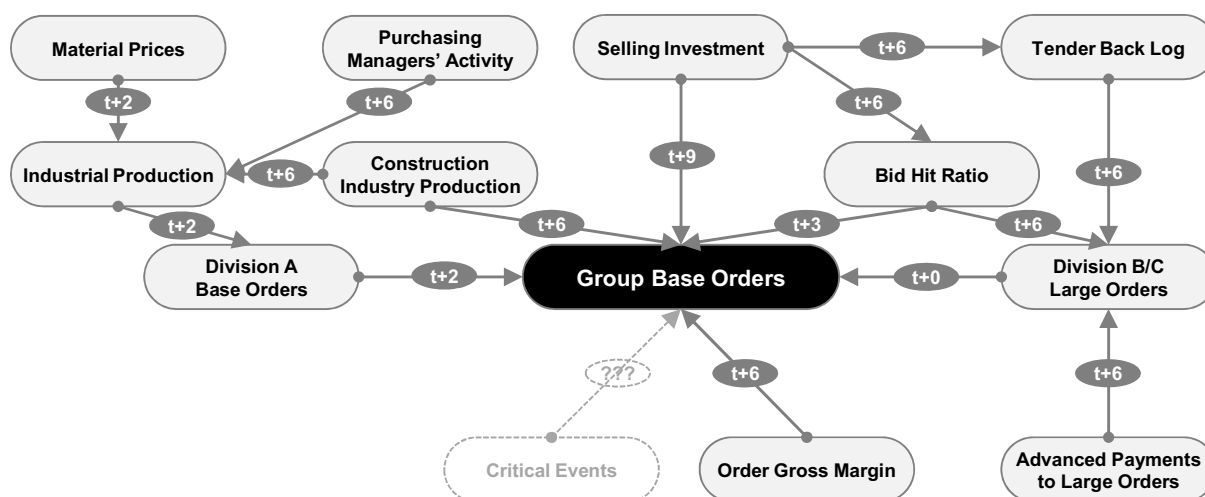 Material Prices
Purchasing
Managers' Activity
Selling Investment
t+6
Tender Back Log
t+2
t+6
t+6
Industrial Production
t+6
Construction
Industry Production
t+9
Bid Hit Ratio
t+6
t+2
t+6
t+3
t+6
Division A
Base Orders
t+2
Group Base Orders
t+0
Division B/C
Large Orders
???
t+6
t+6
Critical Events
Order Gross Margin
Advanced Payments
to Large Orders